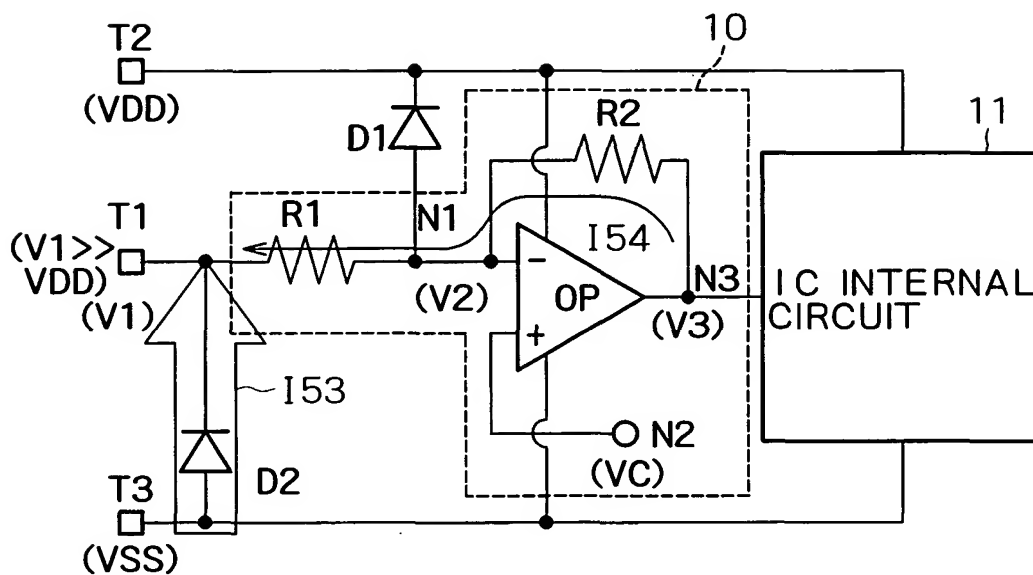 10
T2
(VDD)
D1
R2
11
T1
R1
N1
(V1>>
VDD)
(V1)
(V2)
I54
−
OP
+
N3
(V3)
IC INTERNAL
CIRCUIT
I53
N2
(VC)
T3
D2
(VSS)